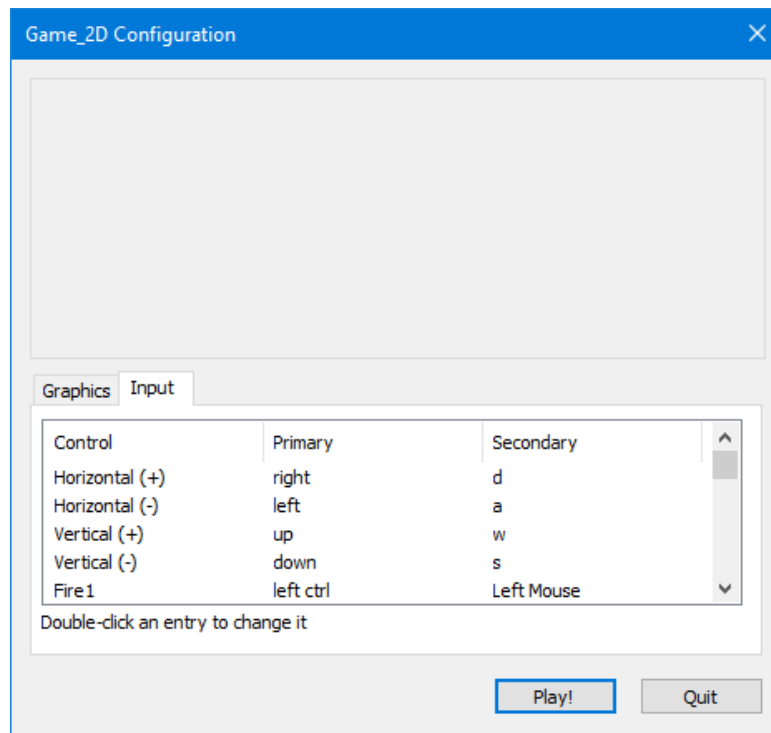 Game_2D Configuration
Graphics Input
Control Primary Secondary
Horizontal (+) right d
Horizontal (-) left a
Vertical (+) up w
Vertical (-) down s
Fire1 left ctrl Left Mouse
Double-click an entry to change it
Play! Quit